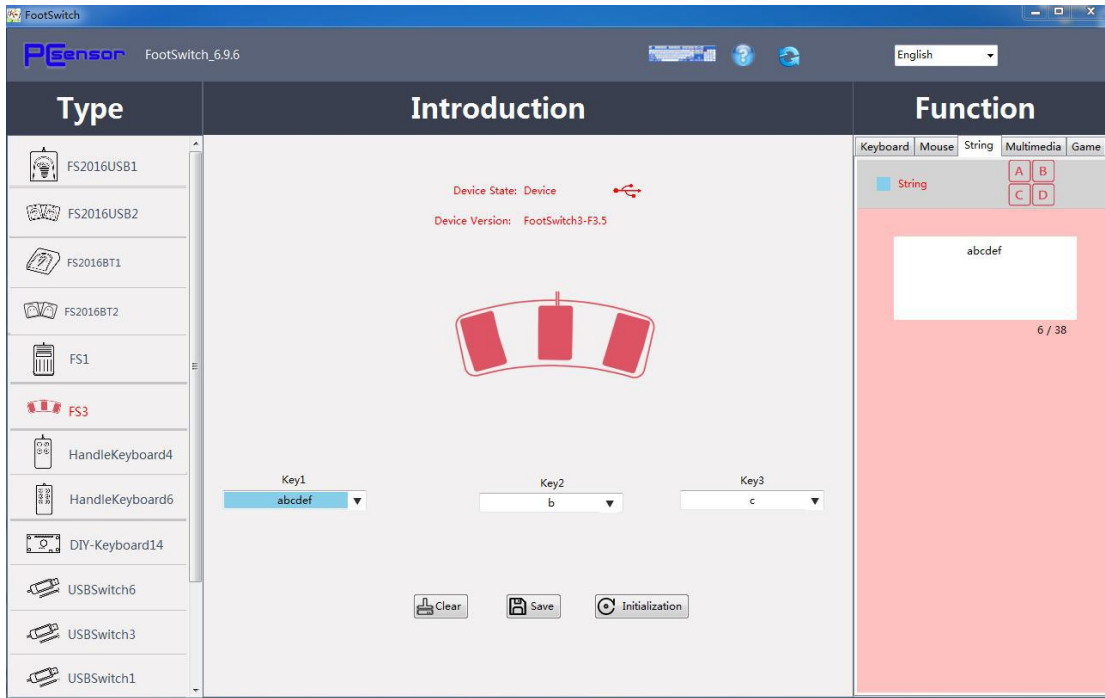 FootSwitch
PCsensor FootSwitch_6.9.6
English
Type
Introduction
Function
FS2016USB1
FS2016USB2
FS2016BT1
FS2016BT2
FS1
FS3
HandleKeyboard4
HandleKeyboard6
DIY-Keyboard14
USBSwitch6
USBSwitch3
USBSwitch1
Device State: Device
Device Version: FootSwitch3-F3.5
Key1
abcdef
Key2
b
Key3
c
Clear
Save
Initialization
Keyboard Mouse String Multimedia Game
String
A B
C D
abcdef
6 / 38